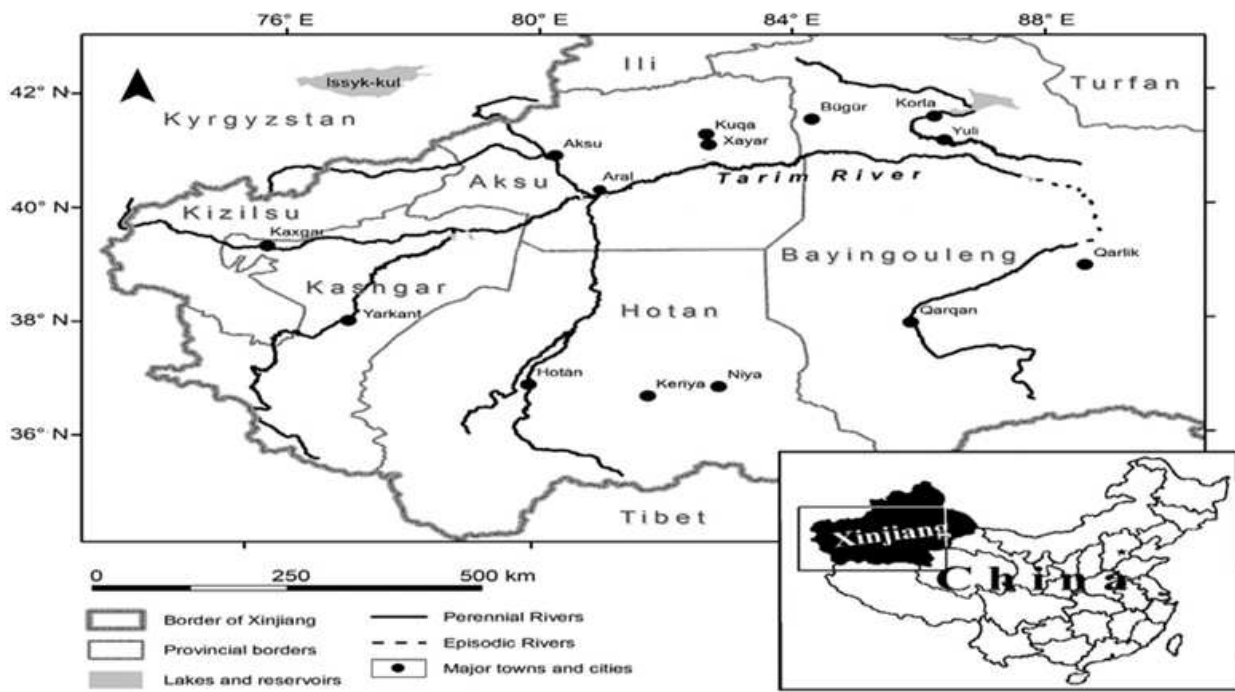 76° E 80° E 84° E 88° E
42° N
40° N
38° N
36° N
Issyk-kul
Ili
Turfan
Kyrgyzstan
Korla
Bügür
Kuqa
Xayar
Yuli
Aksu
Aksu
Aral
Tarim River
Kizilsu
Kaxgar
Bayingouleng
Qarlik
Kashgar
Hotan
Yarkant
Qarqan
Hotan
Keriya
Niya
Tibet
Xinjiang
China
0 250 500 km
Border of Xinjiang
Provincial borders
Lakes and reservoirs
Perennial Rivers
Episodic Rivers
Major towns and cities